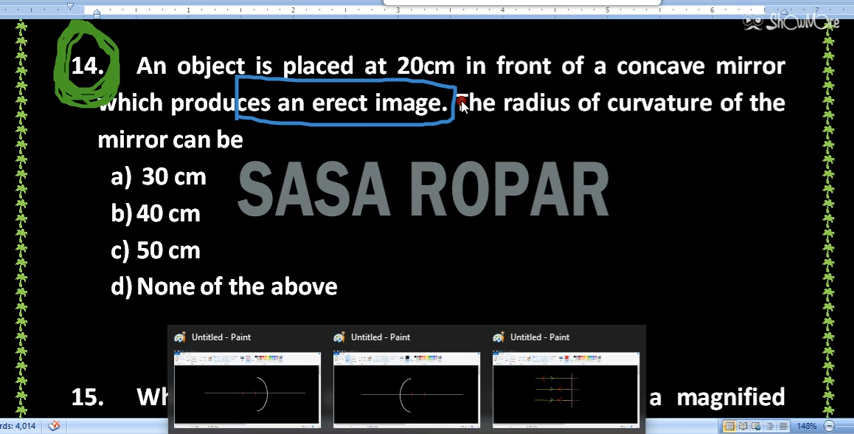 ShowMore
14. An object is placed at 20cm in front of a concave mirror
which produces an erect image. The radius of curvature of the
mirror can be
a) 30 cm
b) 40 cm
SASA ROPAR
c) 50 cm
d) None of the above
Untitled - Paint
Untitled - Paint
Untitled - Paint
15. Wh a magnified
rds: 4,014
148%